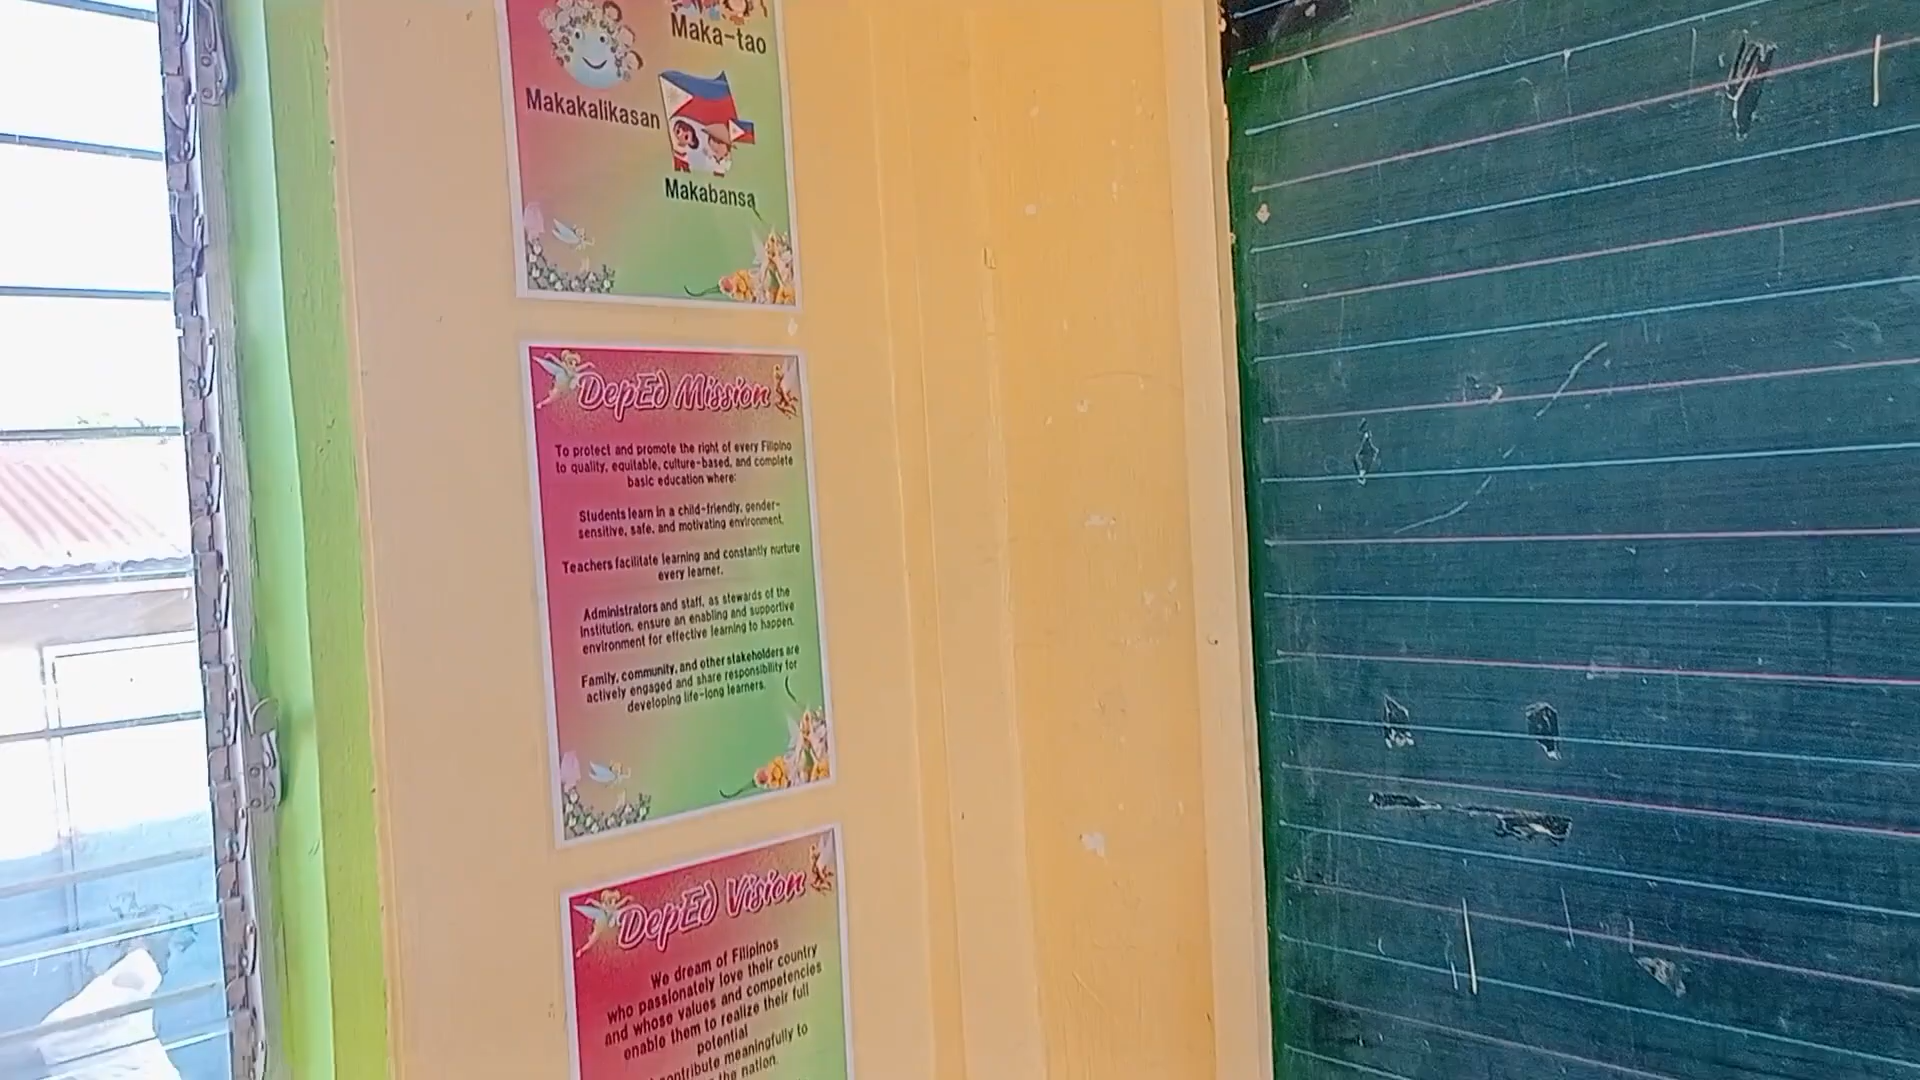 Maka-tao
Makakalikasan
Makabansa
DepEd Mission
To protect and promote the right of every Filipino
to quality, equitable, culture-based, and complete
basic education where:
Students learn in a child-friendly, gender-
sensitive, safe, and motivating environment.
Teachers facilitate learning and constantly nurture
every learner.
Administrators and staff, as stewards of the
institution, ensure an enabling and supportive
environment for effective learning to happen.
Family, community, and other stakeholders are
actively engaged and share responsibility for
developing life-long learners.
DepEd Vision
We dream of Filipinos
who passionately love their country
and whose values and competencies
enable them to realize their full
potential
contribute meaningfully to
the nation.